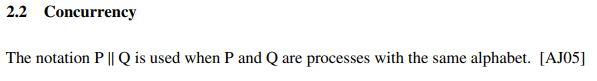 2.2 Concurrency
The notation P || Q is used when P and Q are processes with the same alphabet. [AJ05]